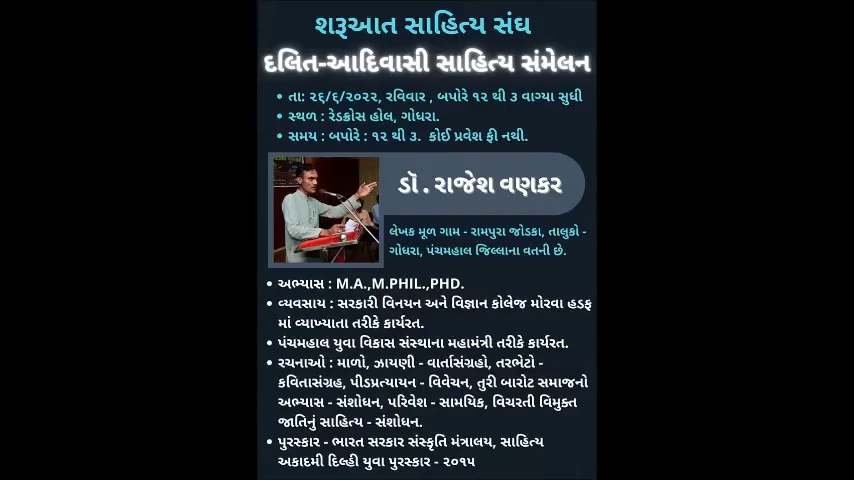 શરૂઆત સાહિત્ય સંઘ
દલિત-આદિવાસી સાહિત્ય સંમેલન
• તા: ૨૬/૬/૨૦૨૨, રવિવાર , બપોરે ૧૨ થી ૩ વાગ્યા સુધી
• સ્થળ : રેડક્રોસ હોલ, ગોધરા.
• સમય : બપોરે : ૧૨ થી ૩. કોઈ પ્રવેશ ફી નથી.
ડૉ . રાજેશ વણકર
લેખક મૂળ ગામ - રામપુરા જોડકા, તાલુકો -
ગોધરા, પંચમહાલ જિલ્લાના વતની છે.
• અભ્યાસ : M.A.,M.PHIL.,PHD.
• વ્યવસાય : સરકારી વિનયન અને વિજ્ઞાન કોલેજ મોરવા હડફ
માં વ્યાખ્યાતા તરીકે કાર્યરત.
• પંચમહાલ યુવા વિકાસ સંસ્થાના મહામંત્રી તરીકે કાર્યરત.
• રચનાઓ : માળો, ઝાયણી - વાર્તાસંગ્રહો, તરભેટો -
કવિતાસંગ્રહ, પીડપ્રત્યાયન - વિવેચન, તુરી બારોટ સમાજનો
અભ્યાસ - સંશોધન, પરિવેશ - સામયિક, વિચરતી વિમુક્ત
જાતિનું સાહિત્ય - સંશોધન.
• પુરસ્કાર - ભારત સરકાર સંસ્કૃતિ મંત્રાલય, સાહિત્ય
અકાદમી દિલ્હી યુવા પુરસ્કાર - ૨૦૧૫